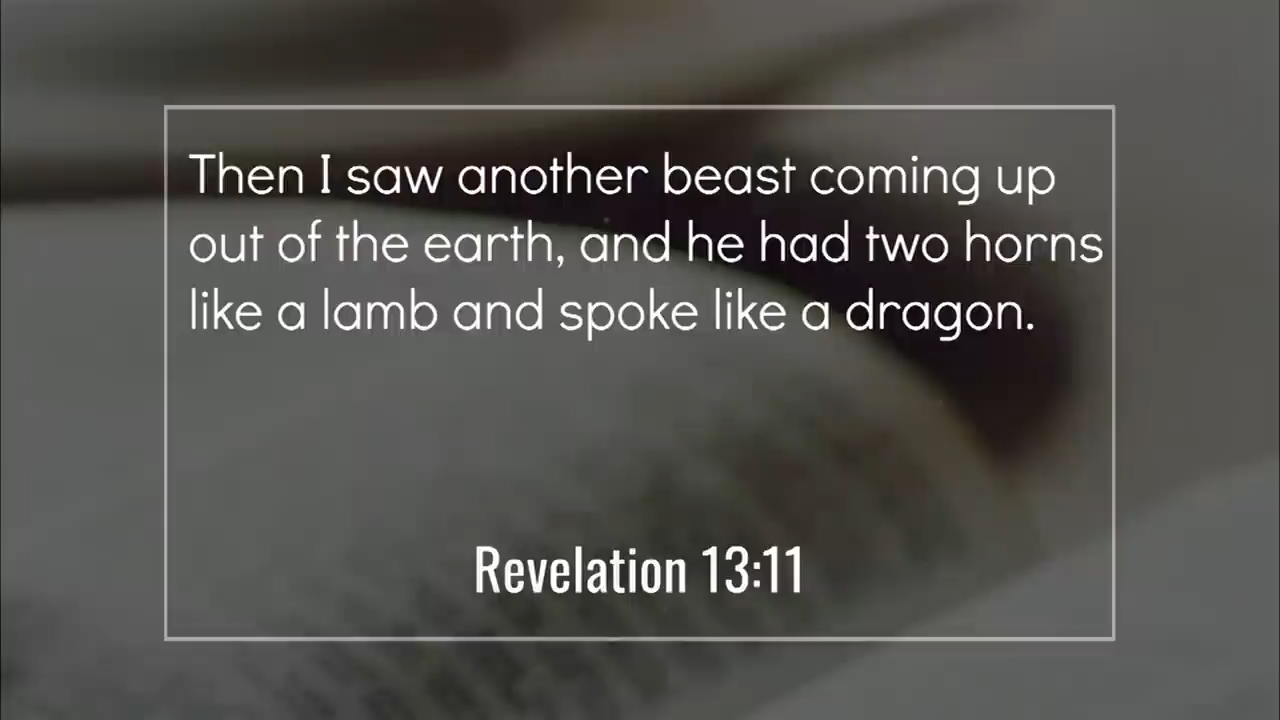 Then I saw another beast coming up
out of the earth, and he had two horns
like a lamb and spoke like a dragon.
Revelation 13:11